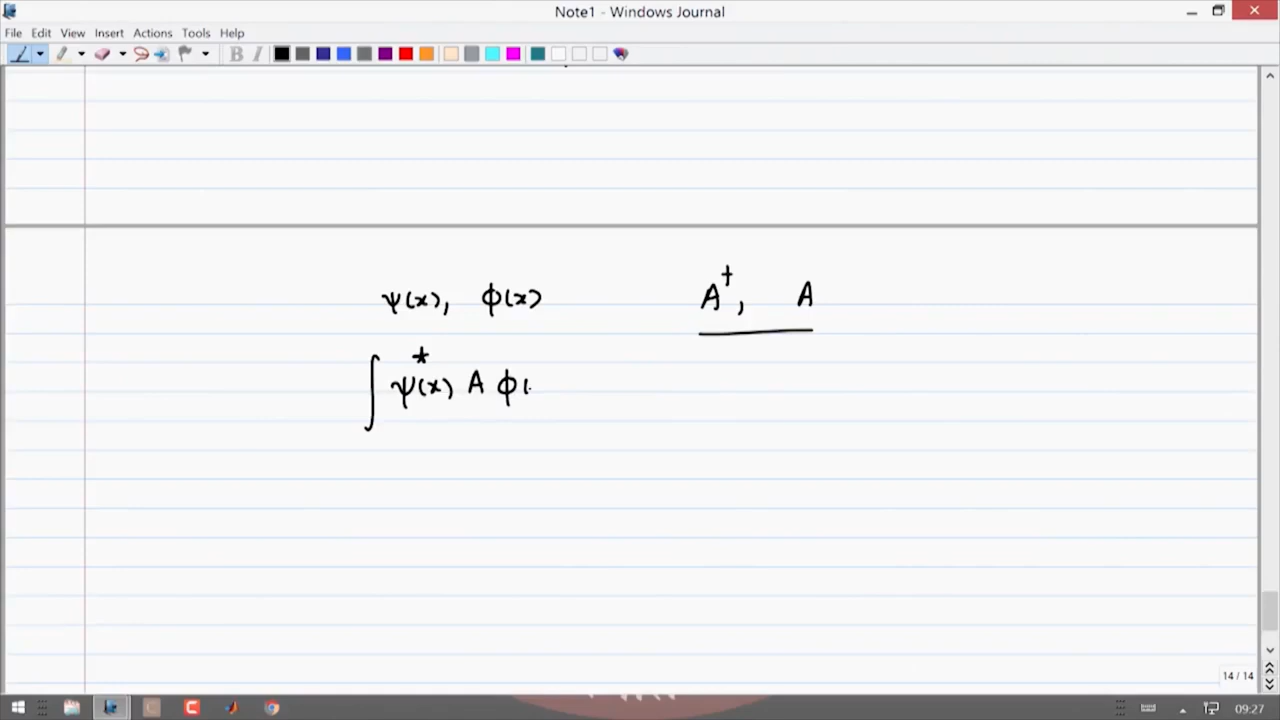 Note1 - Windows Journal
File Edit View Insert Actions Tools Help
B I
ψ(x), ϕ(x) A†, A
∫ ψ*(x) A ϕ(
14 / 14
09:27